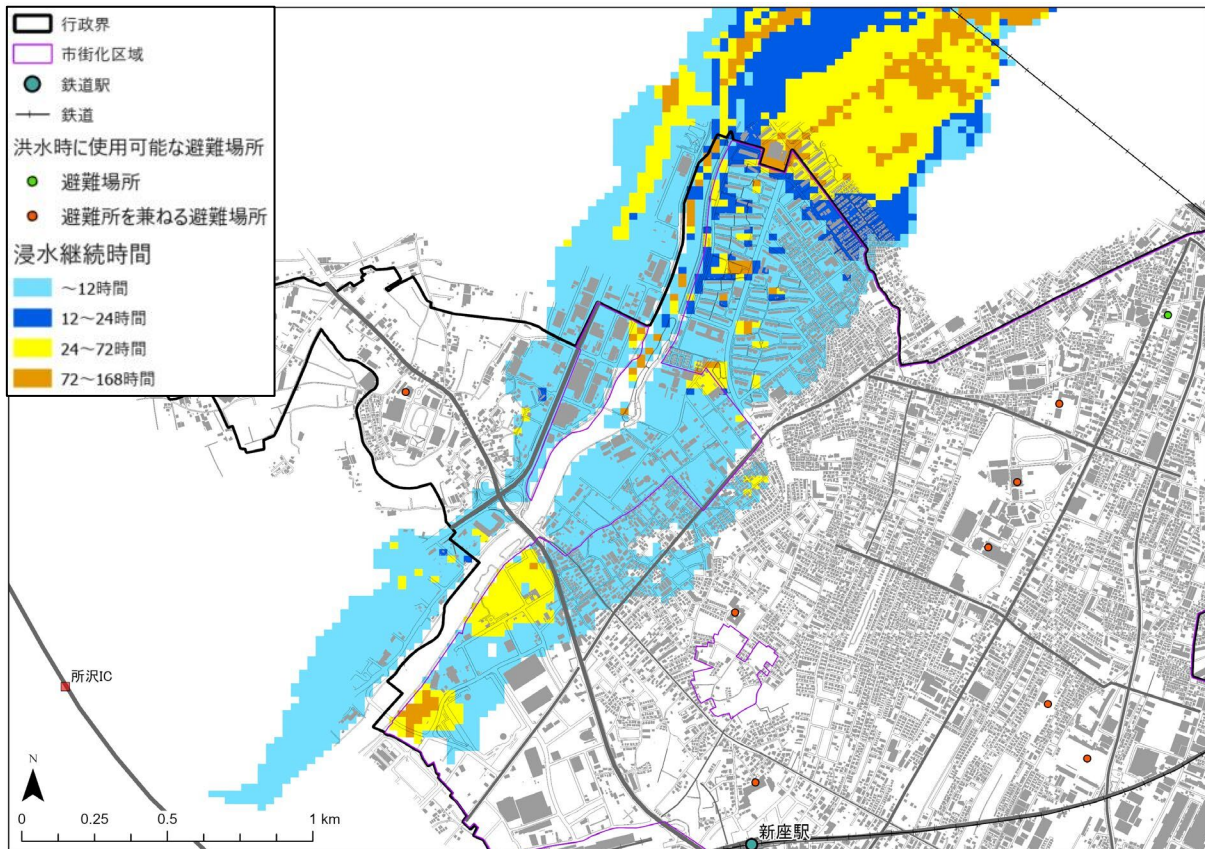 行政界
市街化区域
鉄道駅
鉄道
洪水時に使用可能な避難場所
避難場所
避難所を兼ねる避難場所
浸水継続時間
～12時間
12～24時間
24～72時間
72～168時間
所沢IC
新座駅
N
0 0.25 0.5 1 km